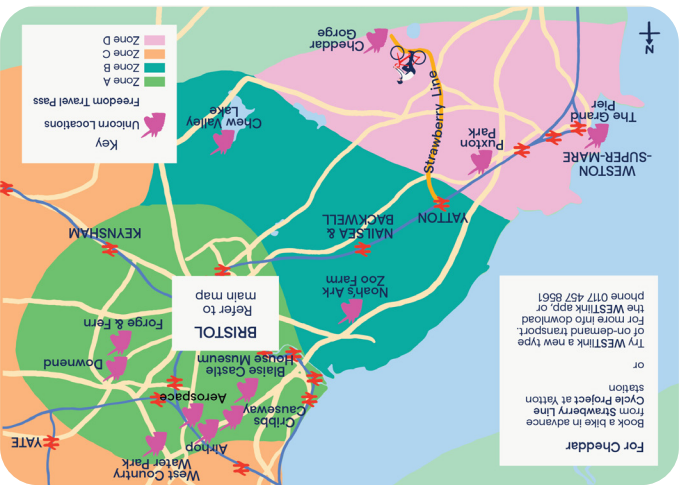 For Cheddar
Book a bike in advance
from Strawberry Line
Cycle Project at Yatton
station
or
Try WESTlink a new type
of on-demand transport.
For more info dowload
the WESTlink app, or
phone 0117 457 8561
West Country
Water Park
Airhop
YATE
Cribbs
Causeway
Aerospace
Blaise Castle
House Museum
Downend
Forge & Fern
BRISTOL
Refer to
main map
Noah's Ark
Zoo Farm
NAILSEA &
BACKWELL
KEYNSHAM
YATTON
WESTON
-SUPER-MARE
The Grand
Pier
Puxton
Park
Strawberry Line
Chew Valley
Lake
Cheddar
Gorge
Key
Unicorn Locations
Freedom Travel Pass
Zone A
Zone B
Zone C
Zone D
N